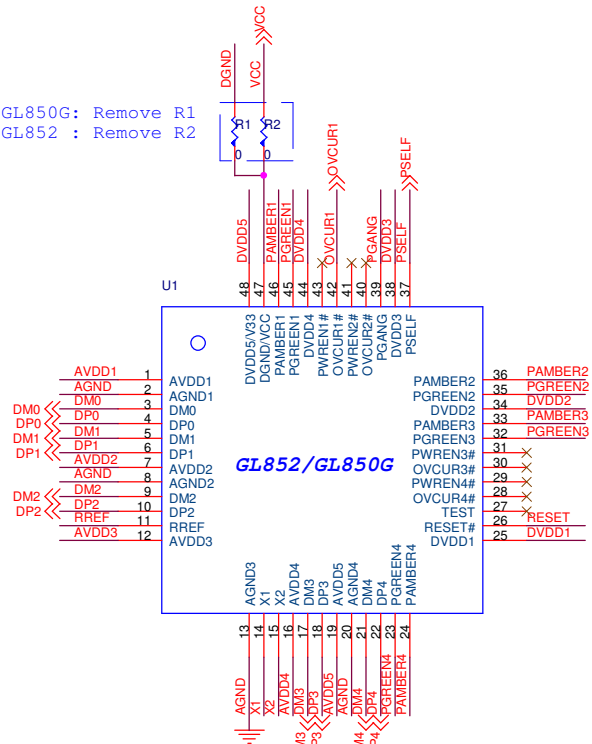 VCC
DGND
VCC
GL850G: Remove R1
GL852 : Remove R2
R1
R2
0
0
OVCUR1
PSELF
DVDD5
PAMBER1
PGREEN1
DVDD4
OVCUR1
PGANG
DVDD3
PSELF
48
47
46
45
44
43
42
41
40
39
38
37
U1
DVDD5/V33
DGND/VCC
PAMBER1
PGREEN1
DVDD4
PWREN1#
OVCUR1#
PWREN2#
OVCUR2#
PGANG
DVDD3
PSELF
AVDD1 1 AVDD1
AGND 2 AGND1
DM0 DM0 3 DM0
DP0 DP0 4 DP0
DM1 DM1 5 DM1
DP1 DP1 6 DP1
AVDD2 7 AVDD2
AGND 8 AGND2
DM2 DM2 9 DM2
DP2 DP2 10 DP2
RREF 11 RREF
AVDD3 12 AVDD3
GL852/GL850G
PAMBER2 36 PAMBER2
PGREEN2 35 PGREEN2
DVDD2 34 DVDD2
PAMBER3 33 PAMBER3
PGREEN3 32 PGREEN3
PWREN3# 31
OVCUR3# 30
PWREN4# 29
OVCUR4# 28
TEST 27
RESET# 26 RESET
DVDD1 25 DVDD1
AGND3
X1
X2
AVDD4
DM3
DP3
AVDD5
AGND4
DM4
DP4
PGREEN4
PAMBER4
13
14
15
16
17
18
19
20
21
22
23
24
AGND
X1
X2
AVDD4
DM3
DP3
AVDD5
AGND
DM4
DP4
PGREEN4
PAMBER4